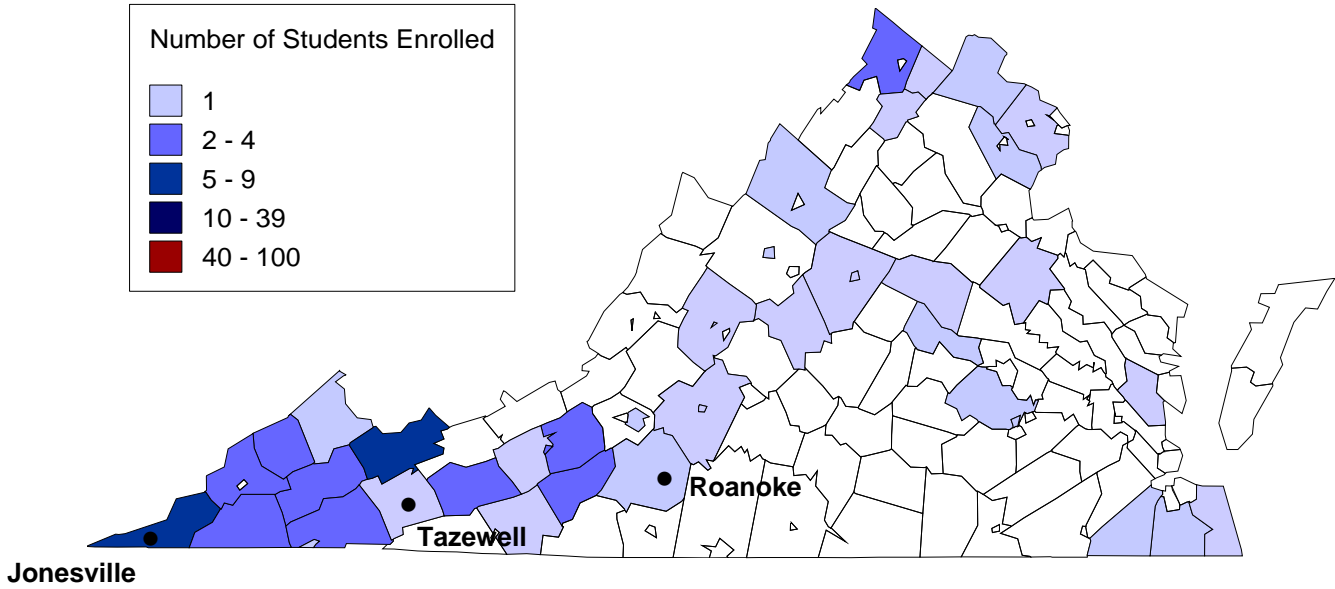 Number of Students Enrolled
1
2 - 4
5 - 9
10 - 39
40 - 100
Roanoke
Tazewell
Jonesville